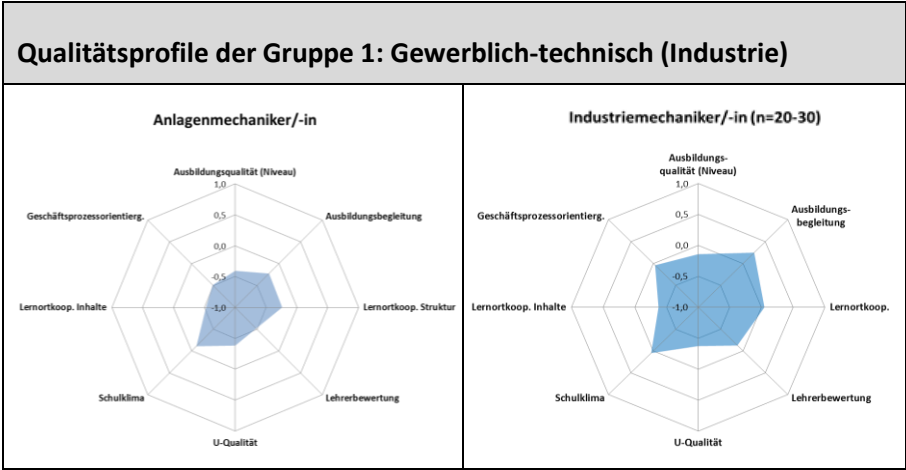 Qualitätsprofile der Gruppe 1: Gewerblich-technisch (Industrie)
Anlagenmechaniker/-in
Ausbildungsqualität (Niveau)
1,0
Geschäftsprozessorientierg.
0,5
Ausbildungsbegleitung
0,0
-0,5
Lernortkoop. Inhalte
-1,0
Lernortkoop. Struktur
Schulklima
Lehrerbewertung
U-Qualität
Industriemechaniker/-in (n=20-30)
Ausbildungs-
qualität (Niveau)
1,0
Geschäftsprozessorientierg.
0,5
Ausbildungs-
begleitung
0,0
-0,5
Lernortkoop. Inhalte
-1,0
Lernortkoop.
Schulklima
Lehrerbewertung
U-Qualität